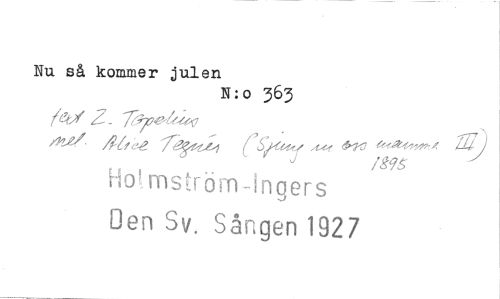 Nu så kommer julen
N:o 363
text Z. Topelius
mel. Alice Tegnér (Sjung för oss mamma III)
1895
Holmström-Ingers
Den Sv. Sången 1927